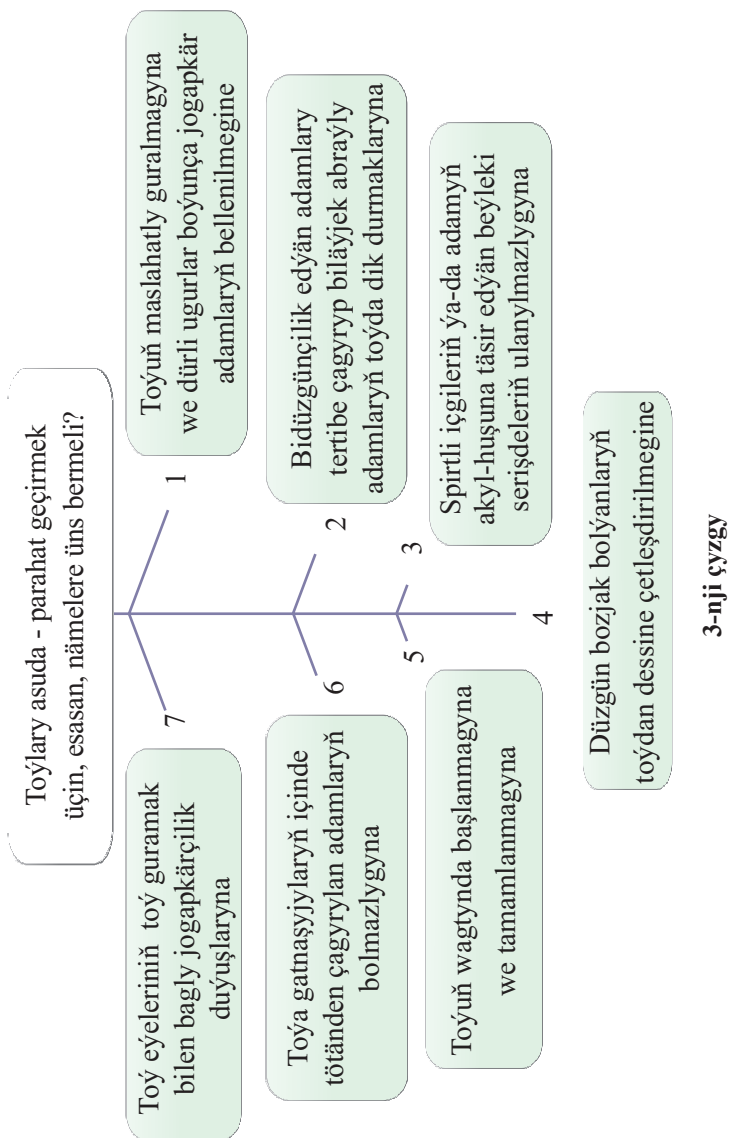 Toýlary asuda - parahat geçirmek
üçin, esasan, nämelere üns bermeli?
1
Toýuň maslahatly guralmagyna
we dürli ugurlar boýunça jogapkär
adamlaryň bellenilmegine
2
Bidüzgünçilik edýän adamlary
tertibe çagyryp biläýjek abraýly
adamlaryň toýda dik durmaklaryna
3
Spirtli içgileriň ýa-da adamyň
akyl-huşuna täsir edýän beýleki
serişdeleriň ulanylmazlygyna
4
Düzgün bozjak bolýanlaryň
toýdan dessine çetleşdirilmegine
5
Toýuň wagtynda başlanmagyna
we tamamlanmagyna
6
Toýa gatnaşyjylaryň içinde
tötänden çagyrylan adamlaryň
bolmazlygyna
7
Toý eýeleriniň toý guramak
bilen bagly jogapkärçilik
duýuşlaryna
3-nji çyzgy